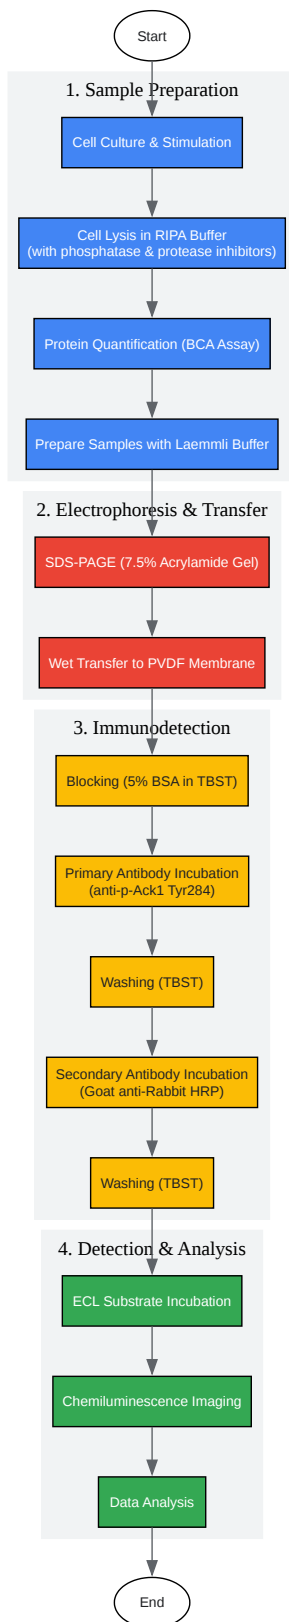 Start
1. Sample Preparation
Cell Culture & Stimulation
Cell Lysis in RIPA Buffer
(with phosphatase & protease inhibitors)
Protein Quantification (BCA Assay)
Prepare Samples with Laemmli Buffer
2. Electrophoresis & Transfer
SDS-PAGE (7.5% Acrylamide Gel)
Wet Transfer to PVDF Membrane
3. Immunodetection
Blocking (5% BSA in TBST)
Primary Antibody Incubation
(anti-p-Ack1 Tyr284)
Washing (TBST)
Secondary Antibody Incubation
(Goat anti-Rabbit HRP)
Washing (TBST)
4. Detection & Analysis
ECL Substrate Incubation
Chemiluminescence Imaging
Data Analysis
End